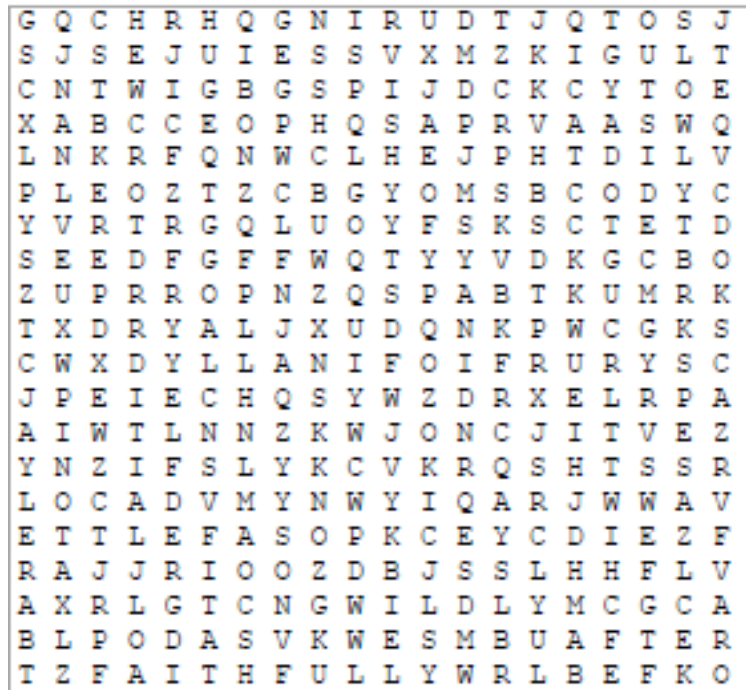 G Q C H R H Q G N I R U D T J Q T O S J
S J S E J U I E S S V X M Z K I G U L T
C N T W I G B G S P I J D C K C Y T O E
X A B C C E O P H Q S A P R V A A S W Q
L N K R F Q N W C L H E J P H T D I L V
P L E O Z T Z C B G Y O M S B C O D Y C
Y V R T R G Q L U O Y F S K S C T E T D
S E E D F G F F W Q T Y Y V D K G C B O
Z U P R R O P N Z Q S P A B T K U M R K
T X D R Y A L J X U D Q N K P W C G K S
C W X D Y L L A N I F O I F R U R Y S C
J P E I E C H Q S Y W Z D R X E L R P A
A I W T L N N Z K W J O N C J I T V E Z
Y N Z I F S L Y K C V K R Q S H T S S R
L O C A D V M Y N W Y I Q A R J W W A V
E T T L E F A S O P K C E Y C D I E Z F
R A J J R I O O Z D B J S S L H H F L V
A X R L G T C N G W I L D L Y M C G C A
B L P O D A S V K W E S M B U A F T E R
T Z F A I T H F U L L Y W R L B E F K O